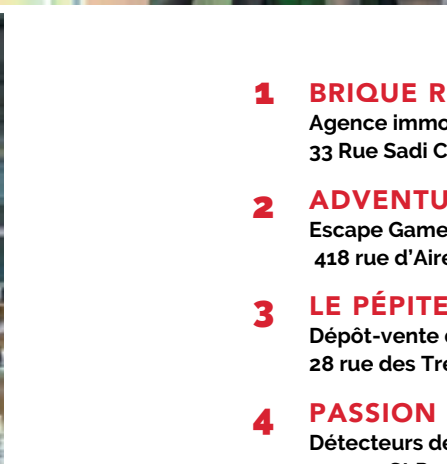 1 BRIQUE R
Agence immo
33 Rue Sadi C
2 ADVENTU
Escape Game
418 rue d'Aire
3 LE PÉPITE
Dépôt-vente
28 rue des Tre
4 PASSION
Détecteurs de